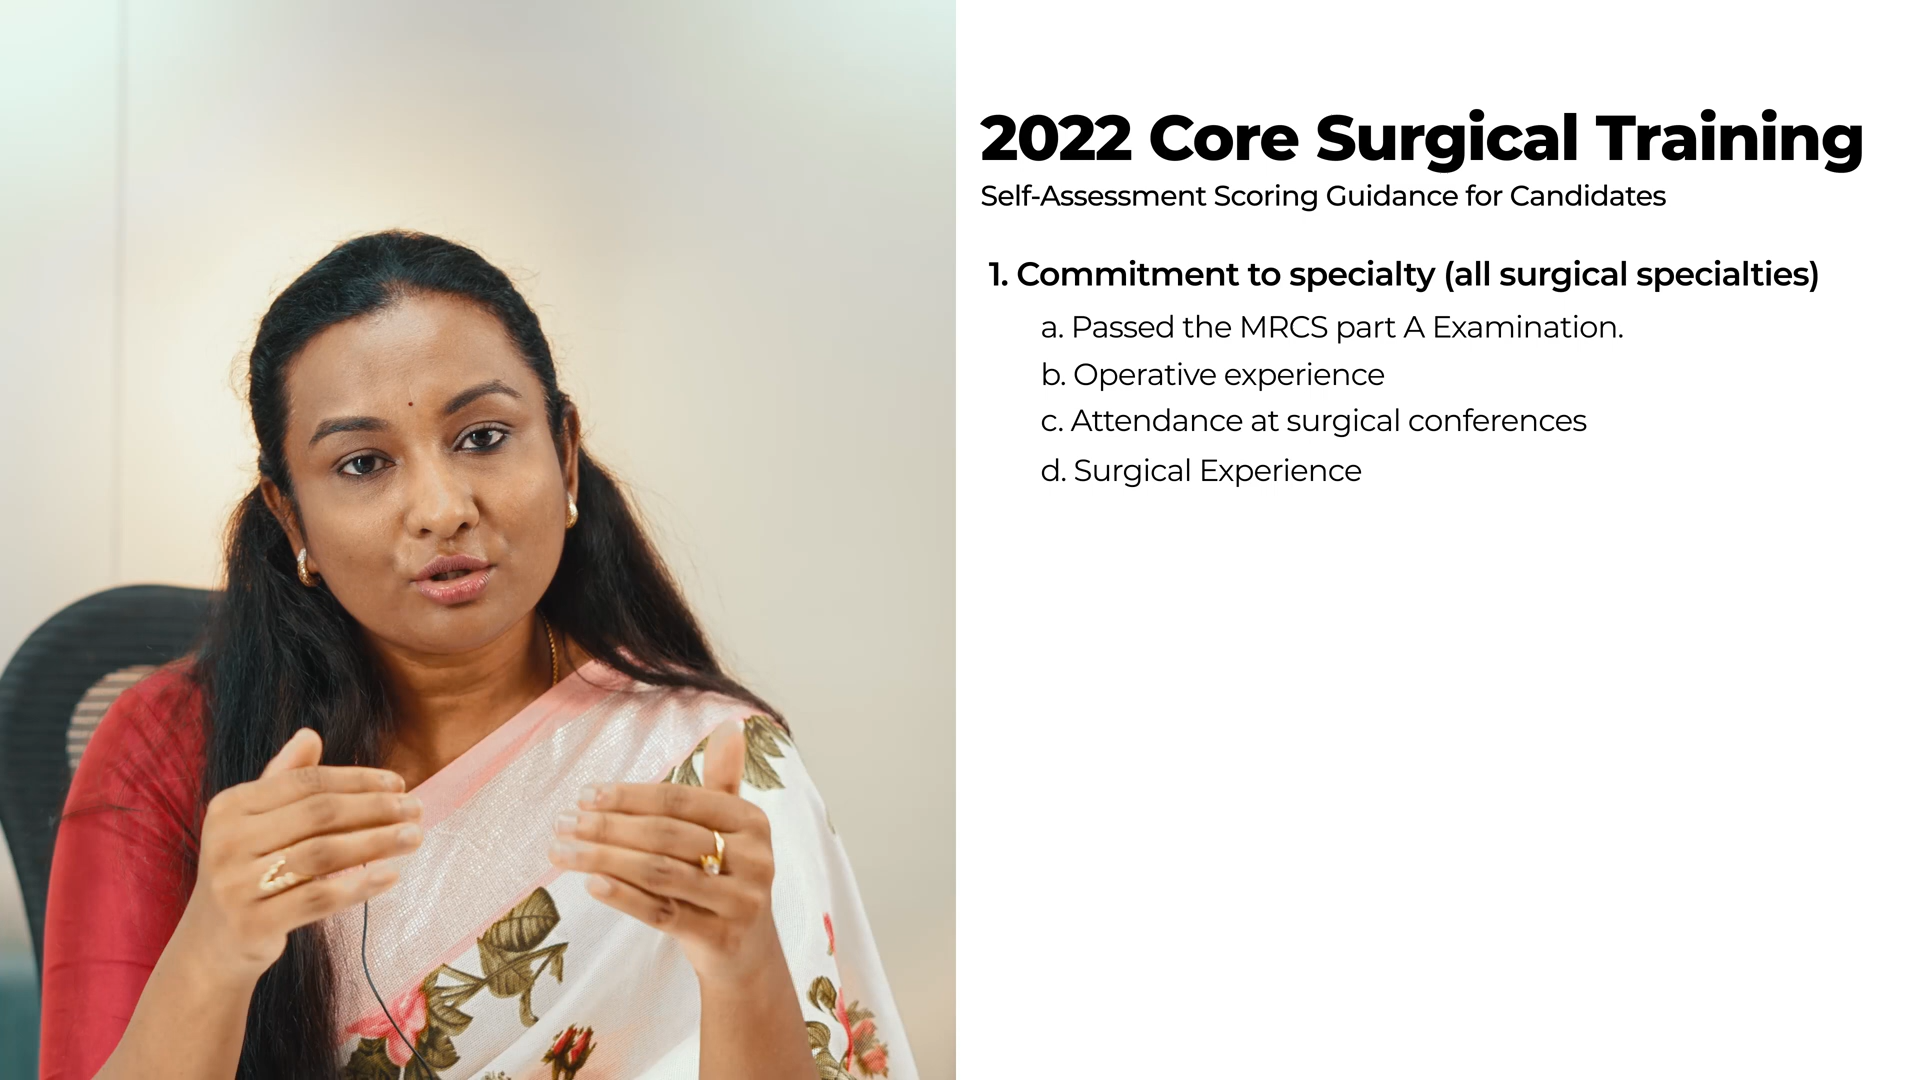 2022 Core Surgical Training
Self-Assessment Scoring Guidance for Candidates
1. Commitment to specialty (all surgical specialties)
a. Passed the MRCS part A Examination.
b. Operative experience
c. Attendance at surgical conferences
d. Surgical Experience